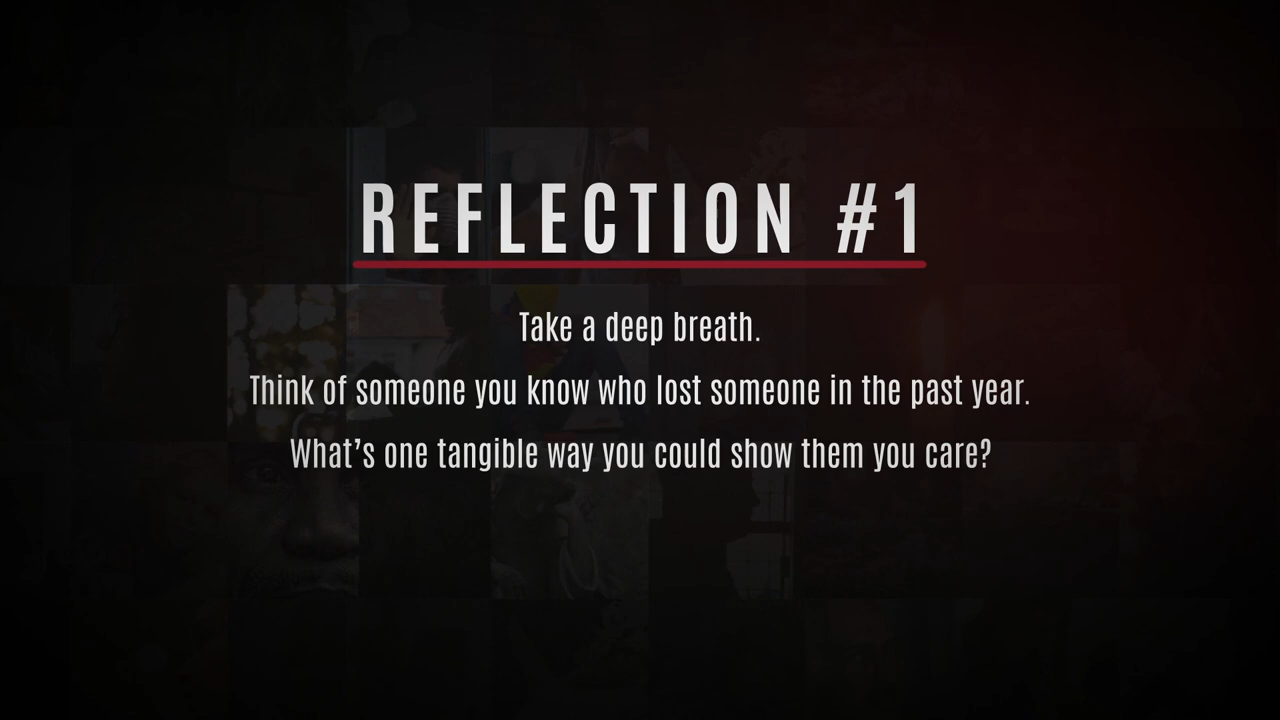 REFLECTION #1
Take a deep breath.
Think of someone you know who lost someone in the past year.
What’s one tangible way you could show them you care?